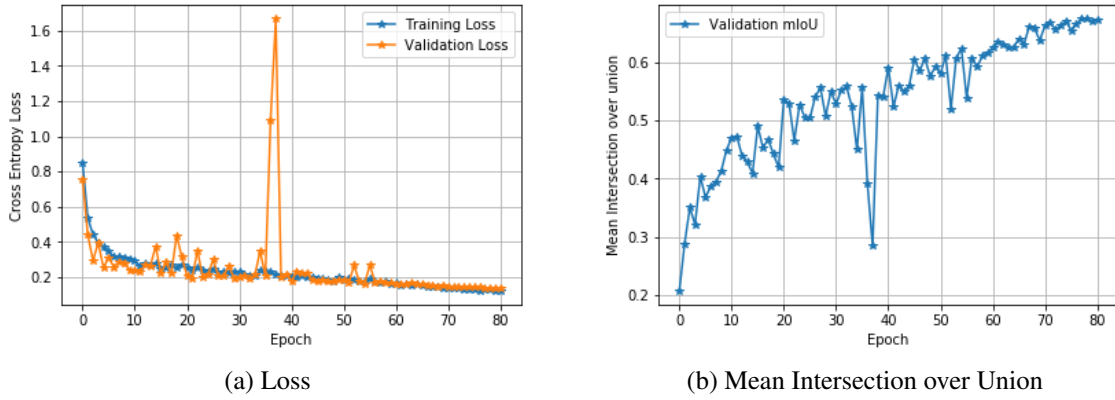 Training Loss
Validation Loss
Cross Entropy Loss
1.6
1.4
1.2
1.0
0.8
0.6
0.4
0.2
0 10 20 30 40 50 60 70 80
Epoch
(a) Loss
Validation mIoU
Mean Intersection over union
0.6
0.5
0.4
0.3
0.2
0 10 20 30 40 50 60 70 80
Epoch
(b) Mean Intersection over Union